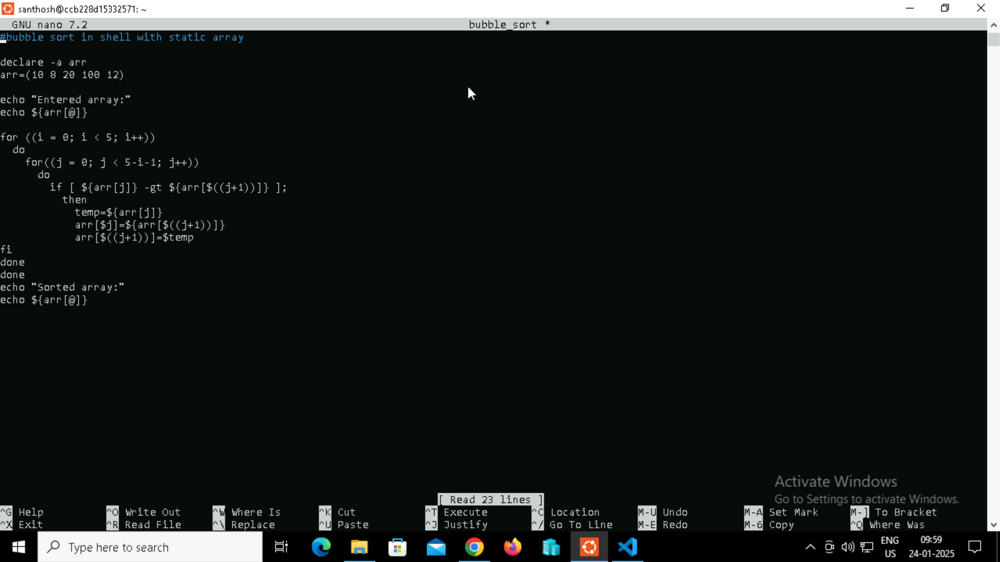 santhosh@ccb228d15332571: ~
GNU nano 7.2 bubble_sort *
#bubble sort in shell with static array
declare -a arr
arr=(10 8 20 100 12)
echo "Entered array:"
echo ${arr[@]}
for ((i = 0; i < 5; i++))
  do
    for((j = 0; j < 5-i-1; j++))
      do
        if [ ${arr[j]} -gt ${arr[$((j+1))]} ];
          then
            temp=${arr[j]}
            arr[$j]=${arr[$((j+1))]}
            arr[$((j+1))]=$temp
fi
done
done
echo "Sorted array:"
echo ${arr[@]}
Activate Windows
Go to Settings to activate Windows.
[ Read 23 lines ]
^G Help ^O Write Out ^W Where Is ^K Cut ^T Execute ^C Location M-U Undo M-A Set Mark M-] To Bracket
^X Exit ^R Read File ^\ Replace ^U Paste ^J Justify ^/ Go To Line M-E Redo M-6 Copy ^Q Where Was
Type here to search ENG 09:59
US 24-01-2025